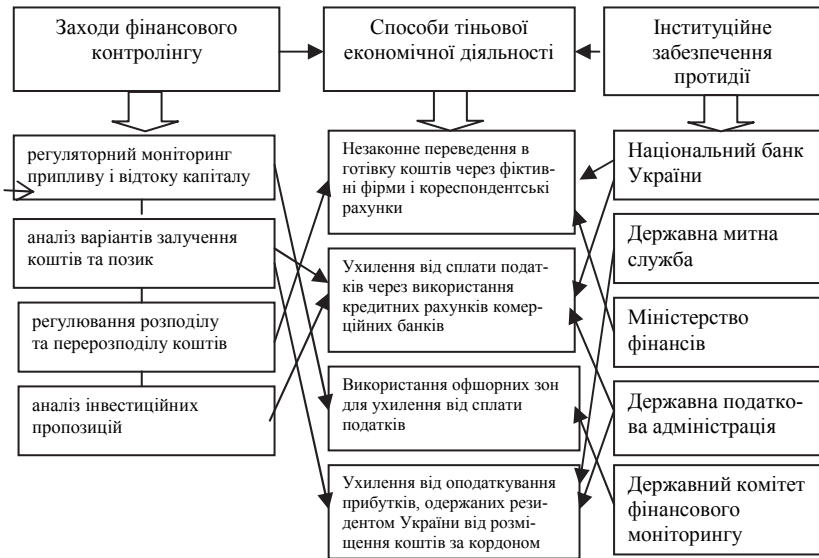 Заходи фінансового
контролінгу
Способи тіньової
економічної діяльності
Інституційне
забезпечення
протидії
регуляторний моніторинг
припливу і відтоку капіталу
аналіз варіантів залучення
коштів та позик
регулювання розподілу
та перерозподілу коштів
аналіз інвестиційних
пропозицій
Незаконне переведення в
готівку коштів через фіктив-
ні фірми і кореспондентські
рахунки
Ухилення від сплати подат-
ків через використання
кредитних рахунків комер-
ційних банків
Використання офшорних зон
для ухилення від сплати
податків
Ухилення від оподаткування
прибутків, одержаних рези-
дентом України від розмі-
щення коштів за кордоном
Національний банк
України
Державна митна
служба
Міністерство
фінансів
Державна податко-
ва адміністрація
Державний комітет
фінансового
моніторингу